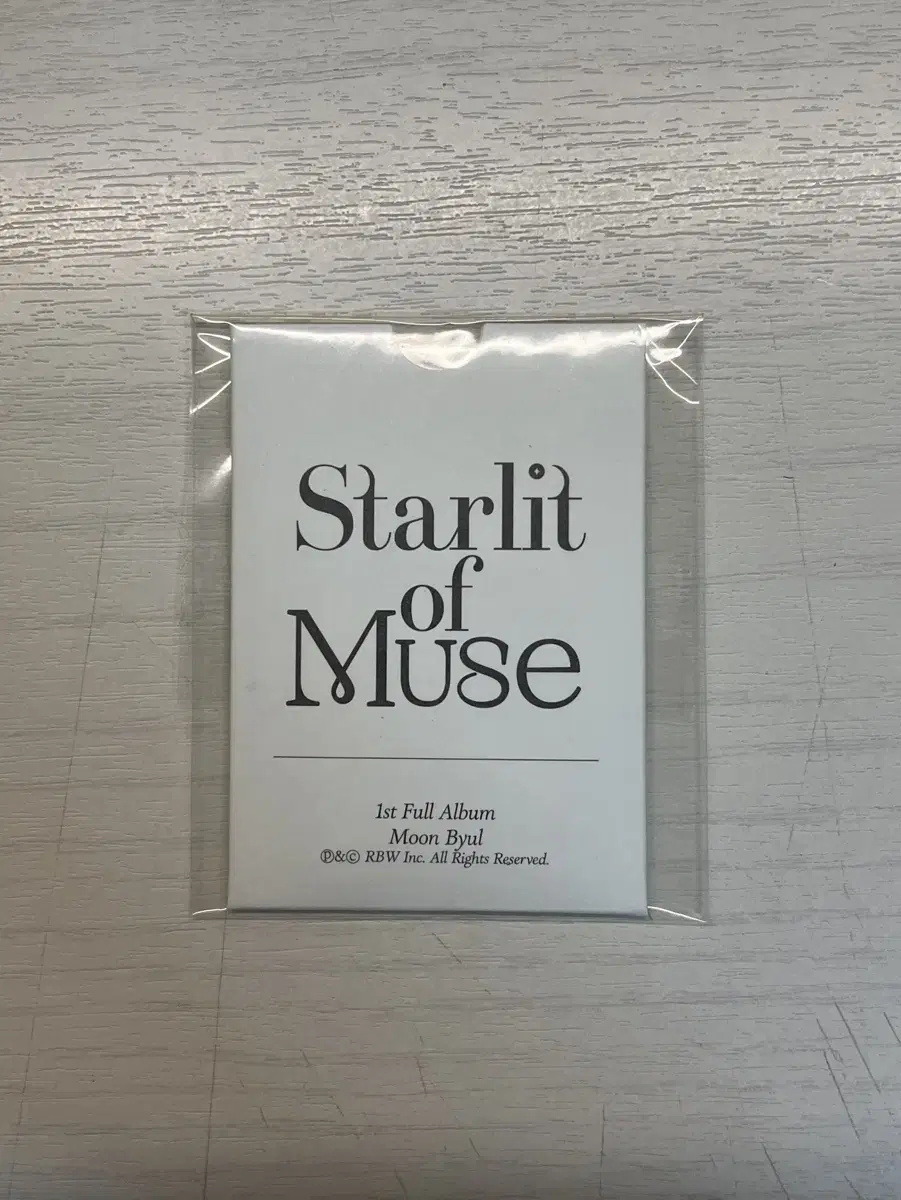 Starlit
of
Muse
1st Full Album
Moon Byul
℗&© RBW Inc. All Rights Reserved.